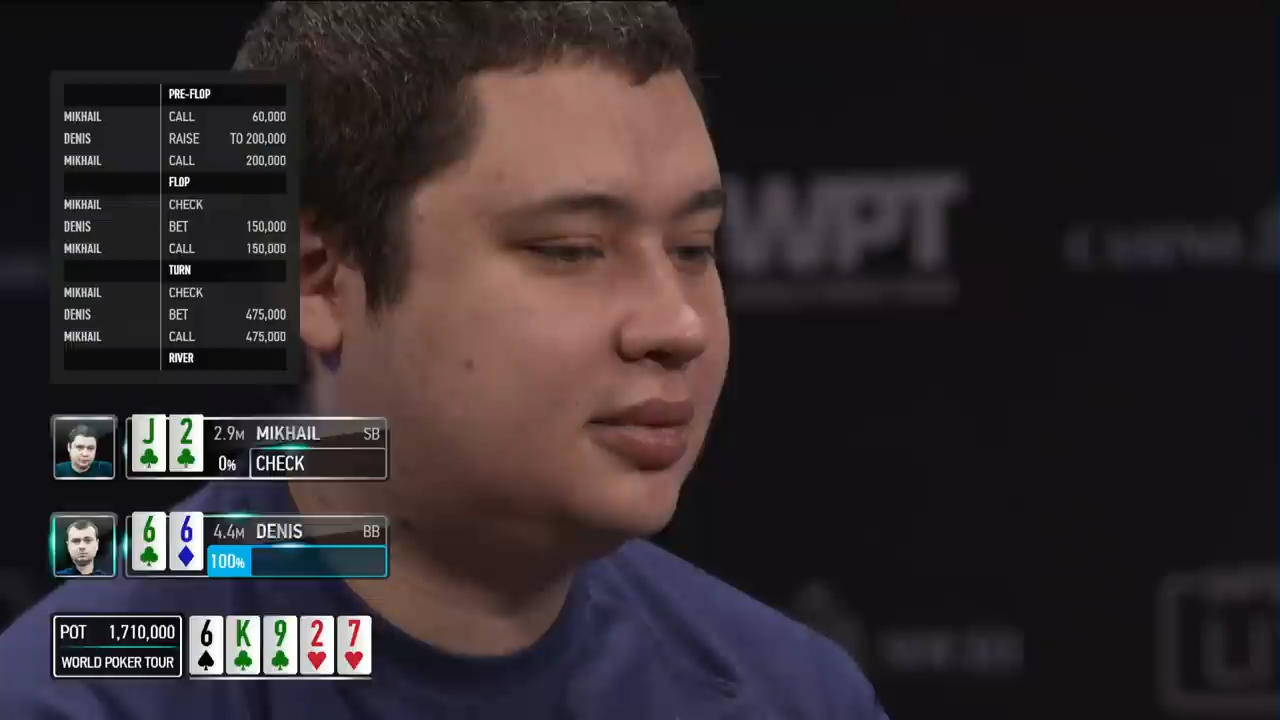 PRE-FLOP
MIKHAIL CALL 60,000
DENIS RAISE TO 200,000
MIKHAIL CALL 200,000
FLOP
MIKHAIL CHECK
DENIS BET 150,000
MIKHAIL CALL 150,000
TURN
MIKHAIL CHECK
DENIS BET 475,000
MIKHAIL CALL 475,000
RIVER
WPT
J 2 2.9M MIKHAIL SB
0% CHECK
6 6 4.4M DENIS BB
100%
POT 1,710,000 6 K 9 2 7
WORLD POKER TOUR